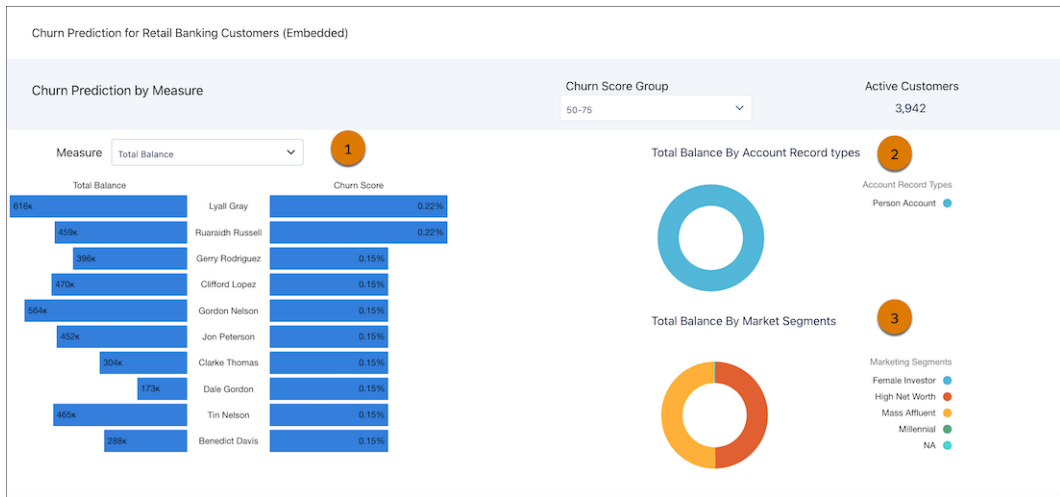 Churn Prediction for Retail Banking Customers (Embedded)
Churn Prediction by Measure
Churn Score Group
50-75
Active Customers
3,942
Measure
Total Balance
1
Total Balance
Churn Score
616K Lyall Gray 0.22%
459K Ruaraidh Russell 0.22%
396K Gerry Rodriguez 0.15%
470K Clifford Lopez 0.15%
564K Gordon Nelson 0.15%
452K Jon Peterson 0.15%
304K Clarke Thomas 0.15%
173K Dale Gordon 0.15%
465K Tin Nelson 0.15%
288K Benedict Davis 0.15%
Total Balance By Account Record types
2
Account Record Types
Person Account
Total Balance By Market Segments
3
Marketing Segments
Female Investor
High Net Worth
Mass Affluent
Millennial
NA